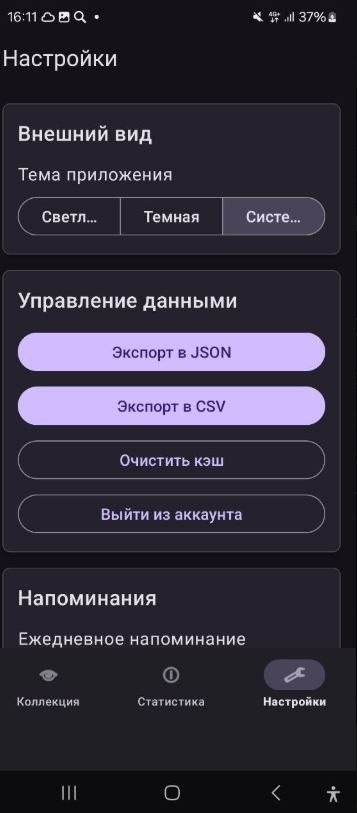 16:11 4G+ 37%
Настройки
Внешний вид
Тема приложения
Светл... Темная Систе...
Управление данными
Экспорт в JSON
Экспорт в CSV
Очистить кэш
Выйти из аккаунта
Напоминания
Ежедневное напоминание
Коллекция Статистика Настройки